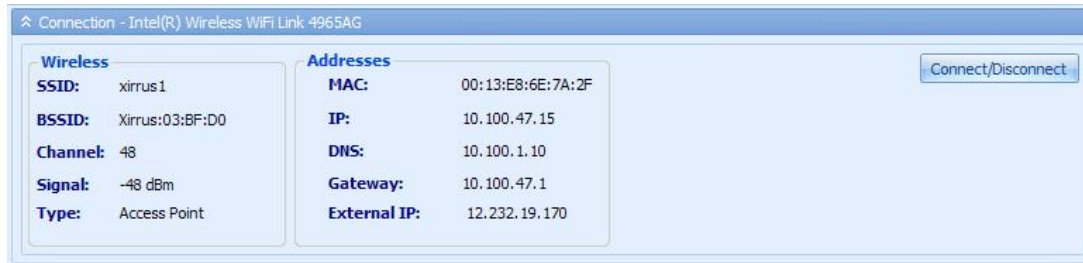 Connection - Intel(R) Wireless WiFi Link 4965AG
Wireless
SSID: xirrus1
BSSID: Xirrus:03:BF:D0
Channel: 48
Signal: -48 dBm
Type: Access Point
Addresses
MAC: 00:13:E8:6E:7A:2F
IP: 10.100.47.15
DNS: 10.100.1.10
Gateway: 10.100.47.1
External IP: 12.232.19.170
Connect/Disconnect